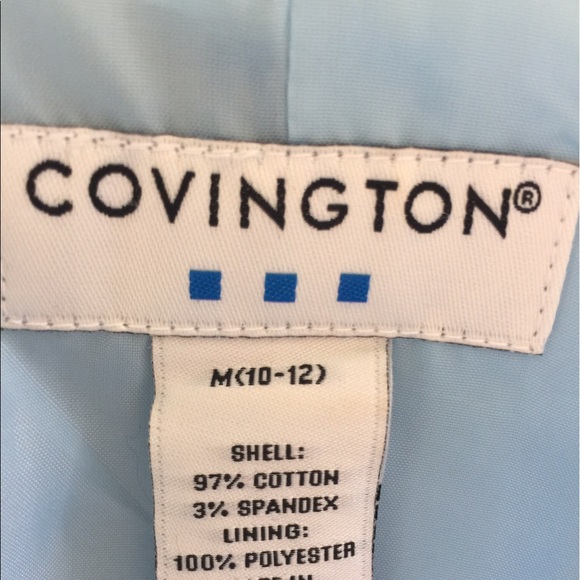 COVINGTON®
M(10-12)
SHELL:
97% COTTON
3% SPANDEX
LINING:
100% POLYESTER